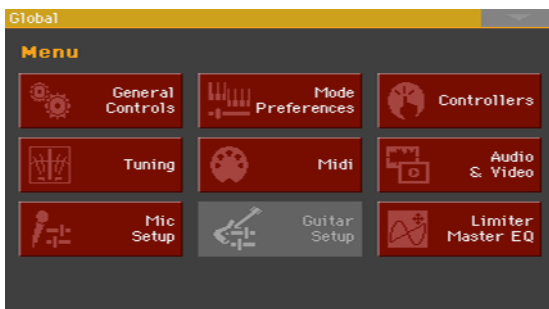 Global
Menu
General
Controls
Mode
Preferences
Controllers
Tuning
Midi
Audio
& Video
Mic
Setup
Guitar
Setup
Limiter
Master EQ